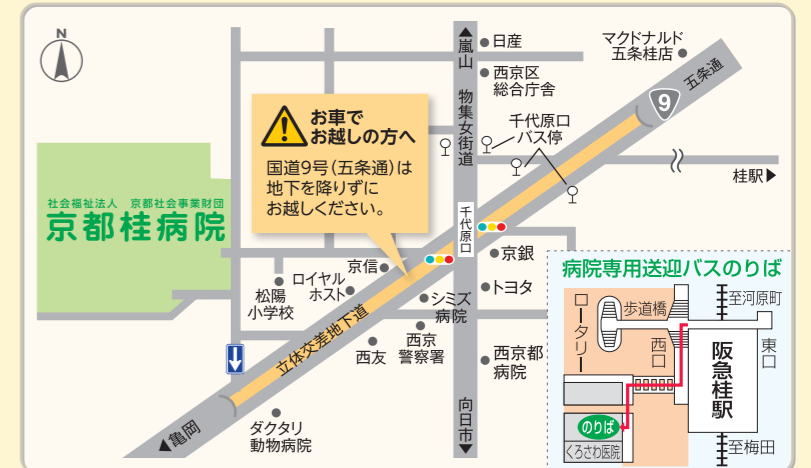 N
▲嵐山
物集女街道
日産
西京区
総合庁舎
マクドナルド
五条桂店
五条通
9
お車で
お越しの方へ
国道9号(五条通)は
地下を降りずに
お越しください。
千代原口
バス停
桂駅▶
社会福祉法人 京都社会事業財団
京都桂病院
千代原口
京信
ロイヤル
ホスト
松陽
小学校
京銀
トヨタ
シミズ
病院
西京
警察署
西友
西京都
病院
立体交差地下道
向日市▼
▲亀岡
ダクタリ
動物病院
病院専用送迎バスのりば
ロータリー
歩道橋
至河原町
西口
東口
阪急桂駅
のりば
くろさわ医院
至梅田